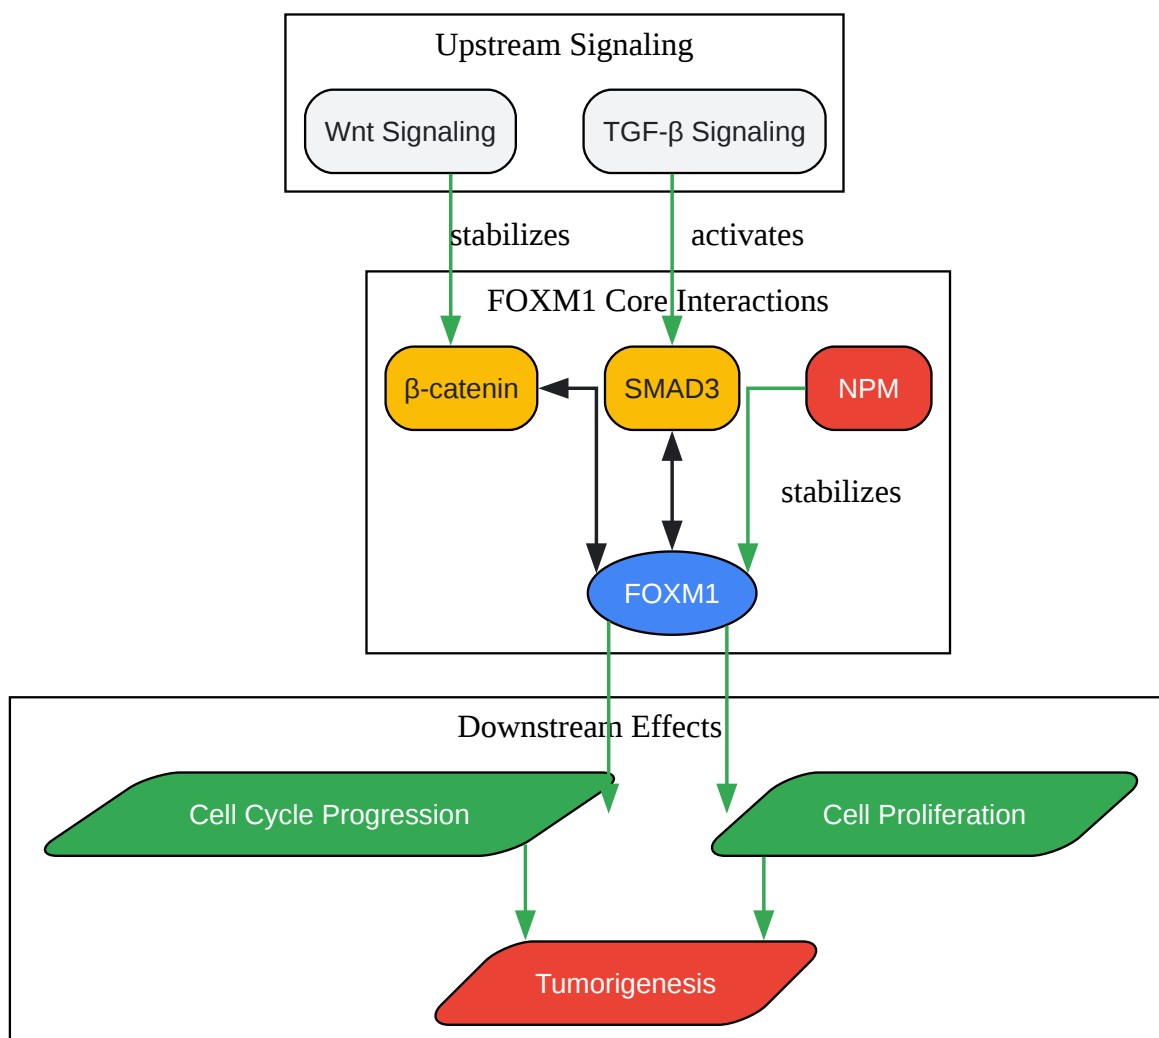 Upstream Signaling
Wnt Signaling
TGF-β Signaling
stabilizes
activates
FOXM1 Core Interactions
β-catenin
SMAD3
NPM
stabilizes
FOXM1
Downstream Effects
Cell Cycle Progression
Cell Proliferation
Tumorigenesis